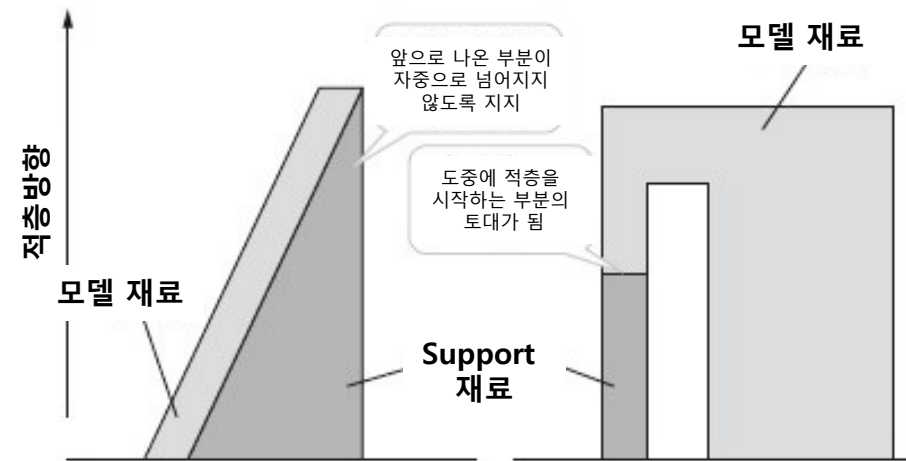 앞으로 나온 부분이
자중으로 넘어지지
않도록 지지
모델 재료
도중에 적층을
시작하는 부분의
토대가 됨
적층방향
모델 재료
Support
재료